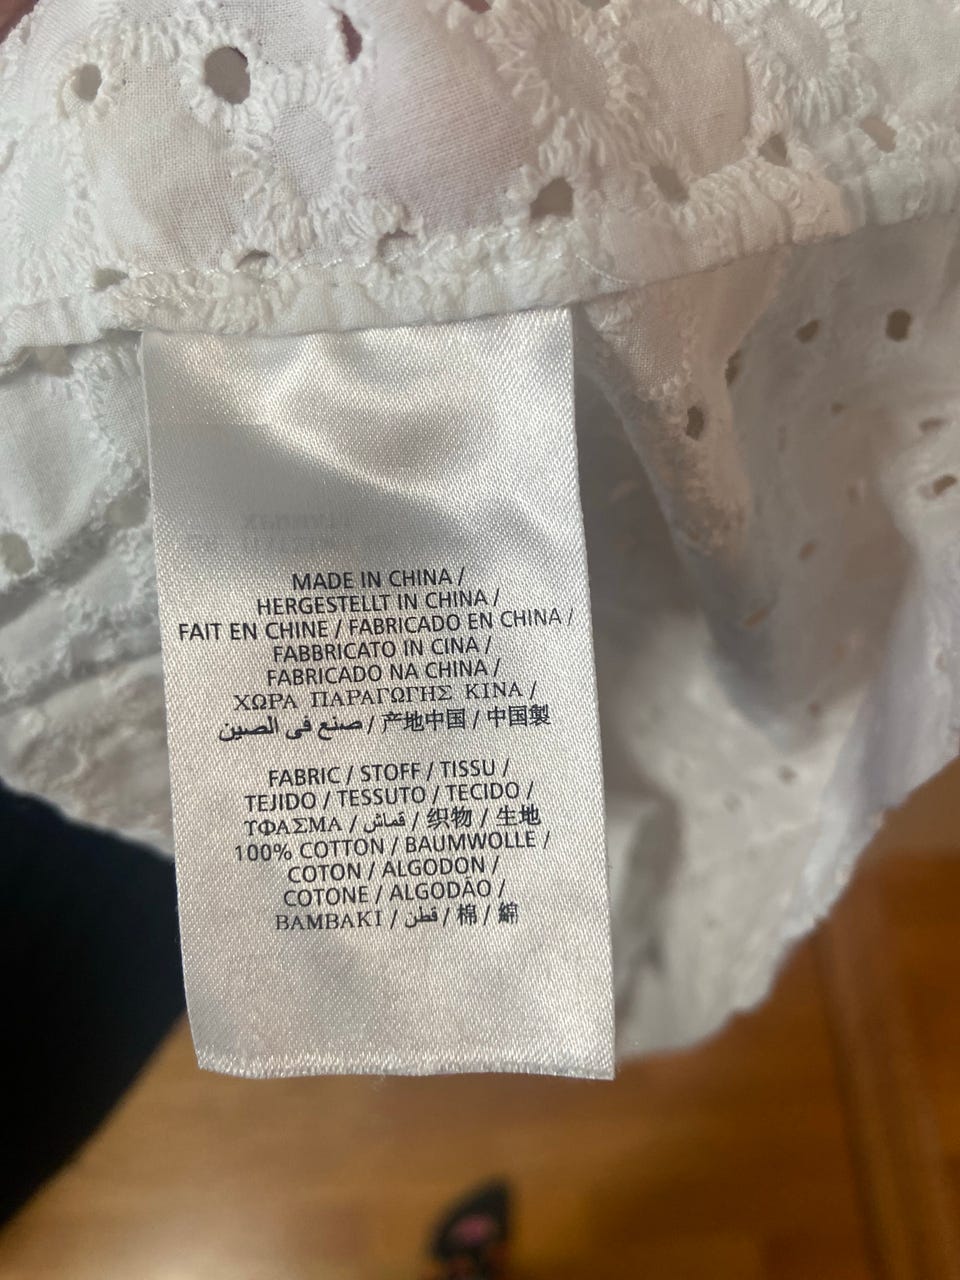 MADE IN CHINA /
HERGESTELLT IN CHINA /
FAIT EN CHINE / FABRICADO EN CHINA /
FABBRICATO IN CINA /
FABRICADO NA CHINA /
ΧΩΡΑ ΠΑΡΑΓΩΓΗΣ ΚΙΝΑ /
صنع في الصين / 产地中国 / 中国製
FABRIC / STOFF / TISSU /
TEJIDO / TESSUTO / TECIDO /
ΤΦΑΣΜΑ / قماش / 织物 / 生地
100% COTTON / BAUMWOLLE /
COTON / ALGODON /
COTONE / ALGODÃO /
ΒΑΜΒΑΚΙ / قطن / 棉 / 綿